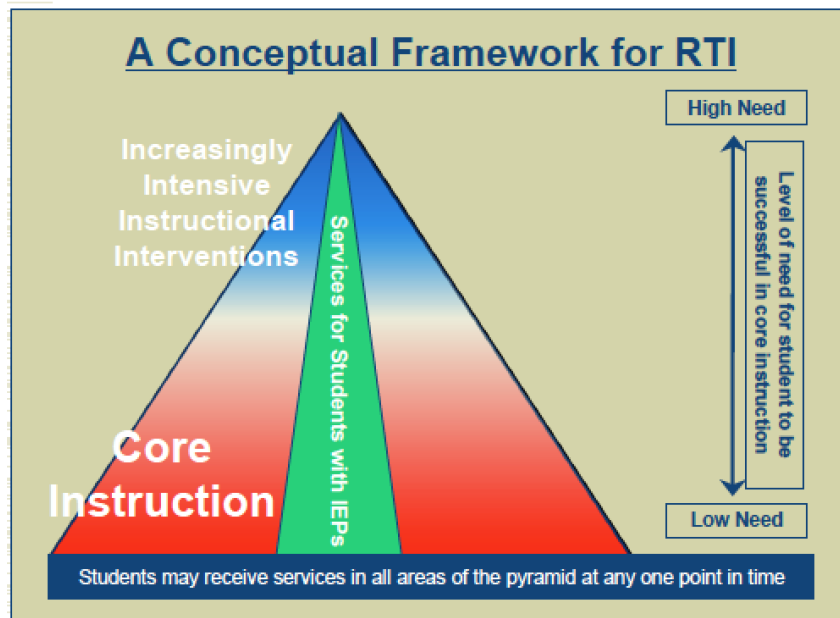 A Conceptual Framework for RTI
High Need
Increasingly
Intensive
Instructional
Interventions
Services for Students with IEPs
Level of need for student to be
successful in core instruction
Core
Instruction
Low Need
Students may receive services in all areas of the pyramid at any one point in time